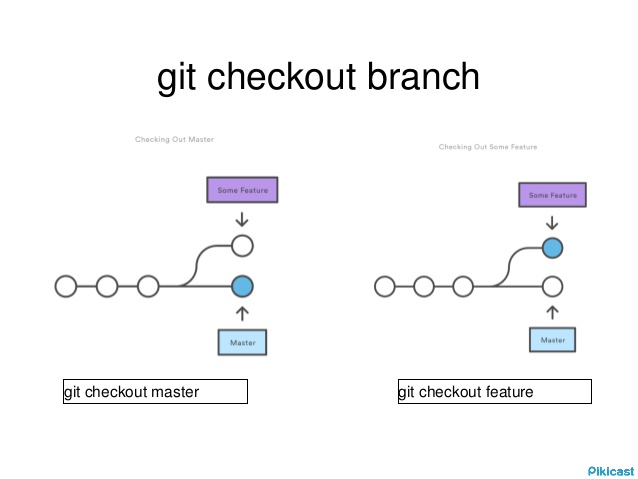 git checkout branch
Checking Out Master
Checking Out Some Feature
Some Feature
Some Feature
Master
Master
git checkout master
git checkout feature
Pikicast